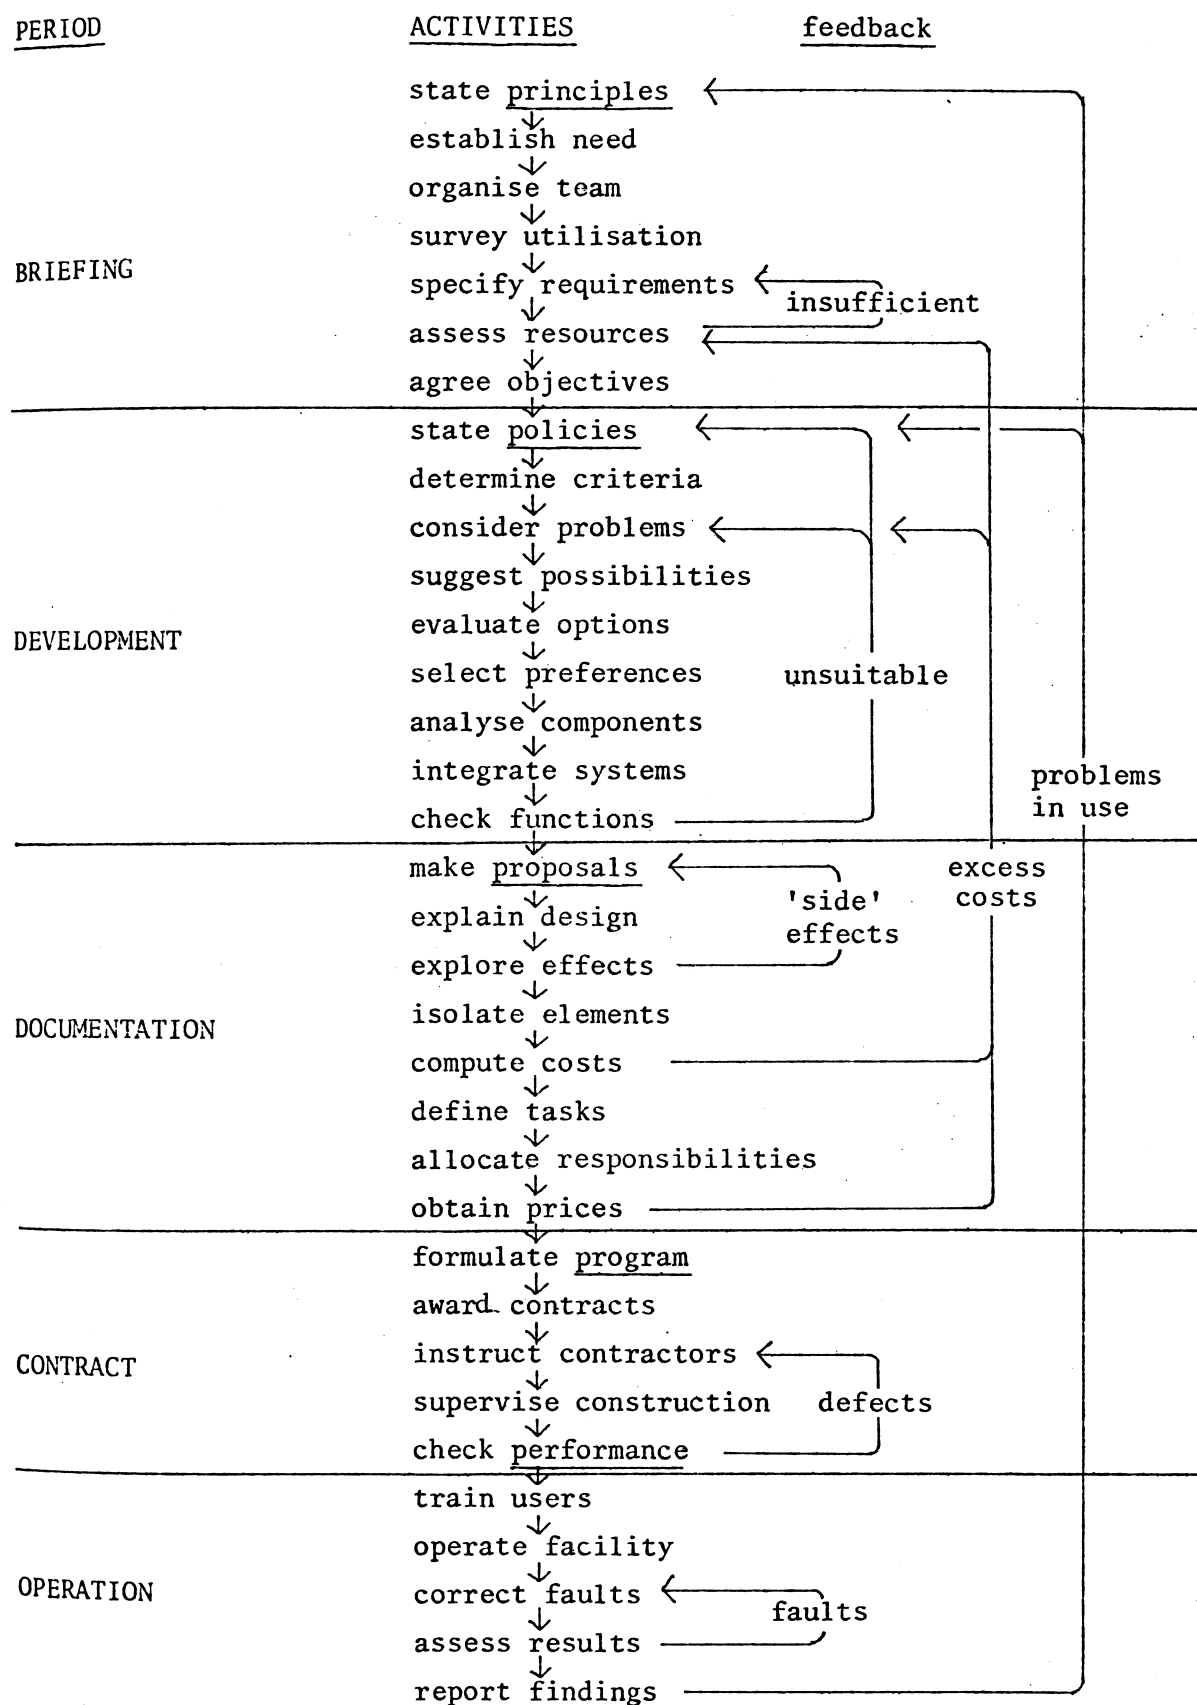 PERIOD ACTIVITIES feedback
state principles
establish need
organise team
survey utilisation
BRIEFING
specify requirements
insufficient
assess resources
agree objectives
state policies
determine criteria
consider problems
suggest possibilities
evaluate options
DEVELOPMENT
select preferences unsuitable
analyse components
integrate systems
problems
in use
check functions
make proposals
excess
costs
'side'
effects
explain design
explore effects
isolate elements
DOCUMENTATION
compute costs
define tasks
allocate responsibilities
obtain prices
formulate program
award contracts
instruct contractors
CONTRACT
supervise construction defects
check performance
train users
operate facility
OPERATION
correct faults
faults
assess results
report findings